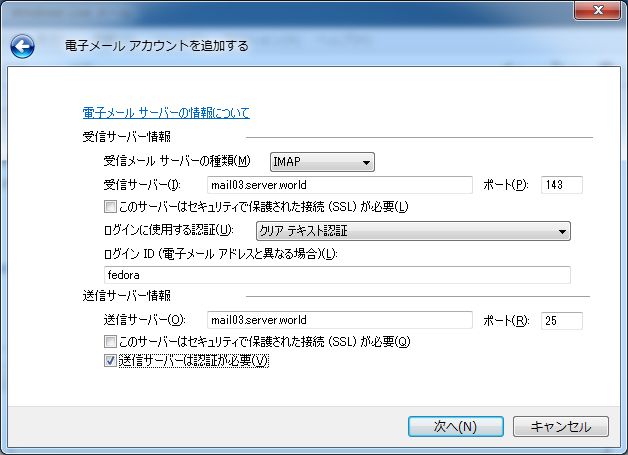 電子メール アカウントを追加する
電子メール サーバーの情報について
受信サーバー情報
受信メール サーバーの種類(M) IMAP
受信サーバー(I): mail03.server.world ポート(P): 143
このサーバーはセキュリティで保護された接続 (SSL) が必要(L)
ログインに使用する認証(U): クリア テキスト認証
ログイン ID (電子メール アドレスと異なる場合)(L):
fedora
送信サーバー情報
送信サーバー(O): mail03.server.world ポート(R): 25
このサーバーはセキュリティで保護された接続 (SSL) が必要(Q)
送信サーバーは認証が必要(V)
次へ(N) キャンセル